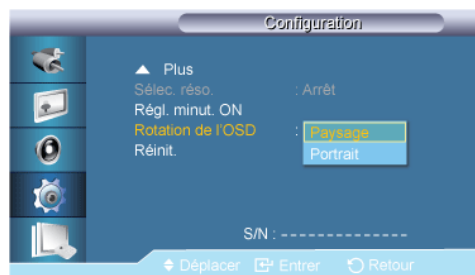 Configuration
▲ Plus
Sélec. réso. : Arrêt
Régl. minut. ON
Rotation de l'OSD : Paysage
Portrait
Réinit.
S/N : --------------
Déplacer Entrer Retour